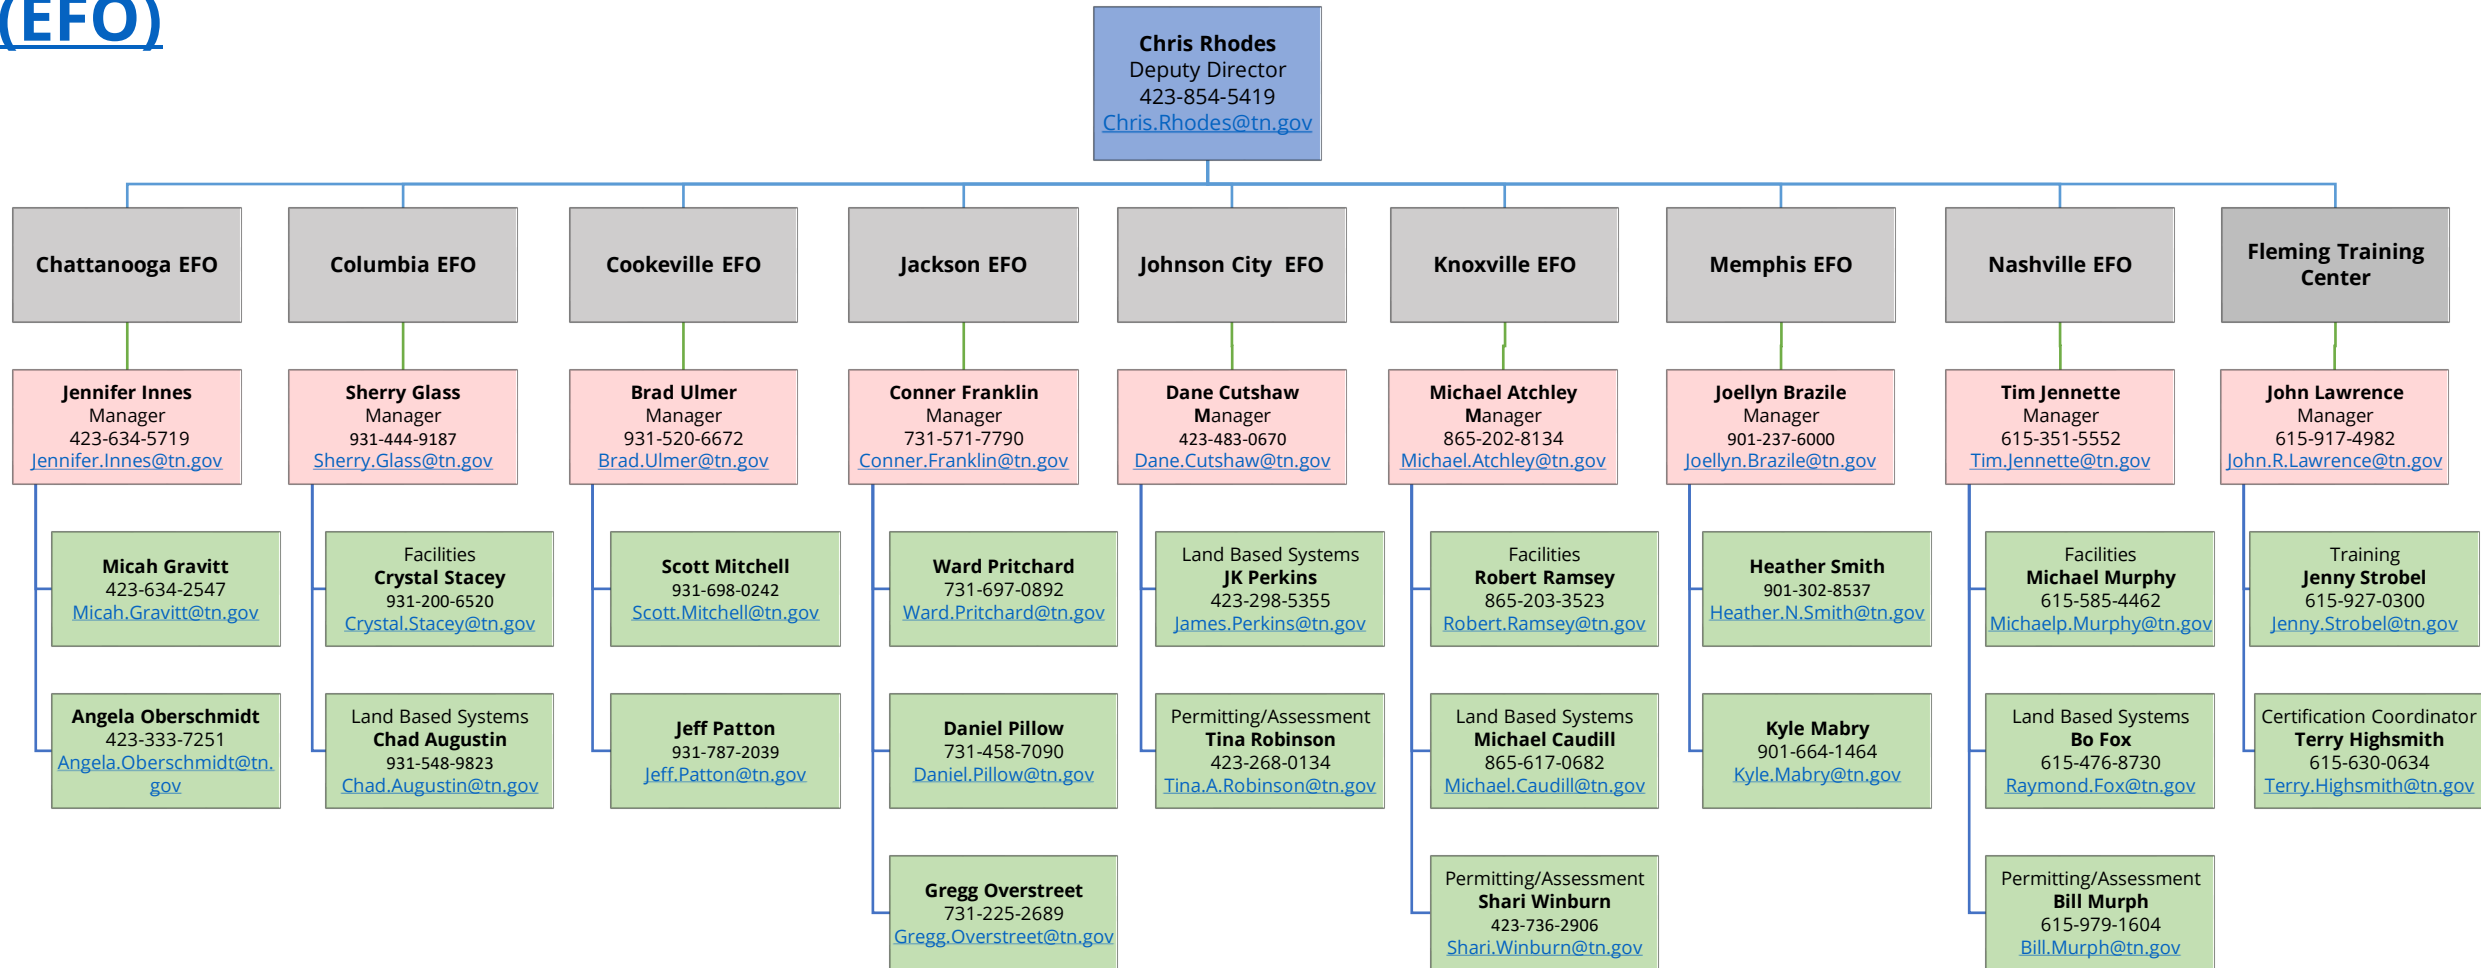 (EFO)
Chris Rhodes
Deputy Director
423-854-5419
Chris.Rhodes@tn.gov
Chattanooga EFO
Columbia EFO
Cookeville EFO
Jackson EFO
Johnson City  EFO
Knoxville EFO
Memphis EFO
Nashville EFO
Fleming Training
Center
Jennifer Innes
Manager
423-634-5719
Jennifer.Innes@tn.gov
Sherry Glass
Manager
931-444-9187
Sherry.Glass@tn.gov
Brad Ulmer
Manager
931-520-6672
Brad.Ulmer@tn.gov
Conner Franklin
Manager
731-571-7790
Conner.Franklin@tn.gov
Dane Cutshaw
Manager
423-483-0670
Dane.Cutshaw@tn.gov
Michael Atchley
Manager
865-202-8134
Michael.Atchley@tn.gov
Joellyn Brazile
Manager
901-237-6000
Joellyn.Brazile@tn.gov
Tim Jennette
Manager
615-351-5552
Tim.Jennette@tn.gov
John Lawrence
Manager
615-917-4982
John.R.Lawrence@tn.gov
Micah Gravitt
423-634-2547
Micah.Gravitt@tn.gov
Facilities
Crystal Stacey
931-200-6520
Crystal.Stacey@tn.gov
Scott Mitchell
931-698-0242
Scott.Mitchell@tn.gov
Ward Pritchard
731-697-0892
Ward.Pritchard@tn.gov
Land Based Systems
JK Perkins
423-298-5355
James.Perkins@tn.gov
Facilities
Robert Ramsey
865-203-3523
Robert.Ramsey@tn.gov
Heather Smith
901-302-8537
Heather.N.Smith@tn.gov
Facilities
Michael Murphy
615-585-4462
Michaelp.Murphy@tn.gov
Training
Jenny Strobel
615-927-0300
Jenny.Strobel@tn.gov
Angela Oberschmidt
423-333-7251
Angela.Oberschmidt@tn.
gov
Land Based Systems
Chad Augustin
931-548-9823
Chad.Augustin@tn.gov
Jeff Patton
931-787-2039
Jeff.Patton@tn.gov
Daniel Pillow
731-458-7090
Daniel.Pillow@tn.gov
Permitting/Assessment
Tina Robinson
423-268-0134
Tina.A.Robinson@tn.gov
Land Based Systems
Michael Caudill
865-617-0682
Michael.Caudill@tn.gov
Kyle Mabry
901-664-1464
Kyle.Mabry@tn.gov
Land Based Systems
Bo Fox
615-476-8730
Raymond.Fox@tn.gov
Certification Coordinator
Terry Highsmith
615-630-0634
Terry.Highsmith@tn.gov
Gregg Overstreet
731-225-2689
Gregg.Overstreet@tn.gov
Permitting/Assessment
Shari Winburn
423-736-2906
Shari.Winburn@tn.gov
Permitting/Assessment
Bill Murph
615-979-1604
Bill.Murph@tn.gov